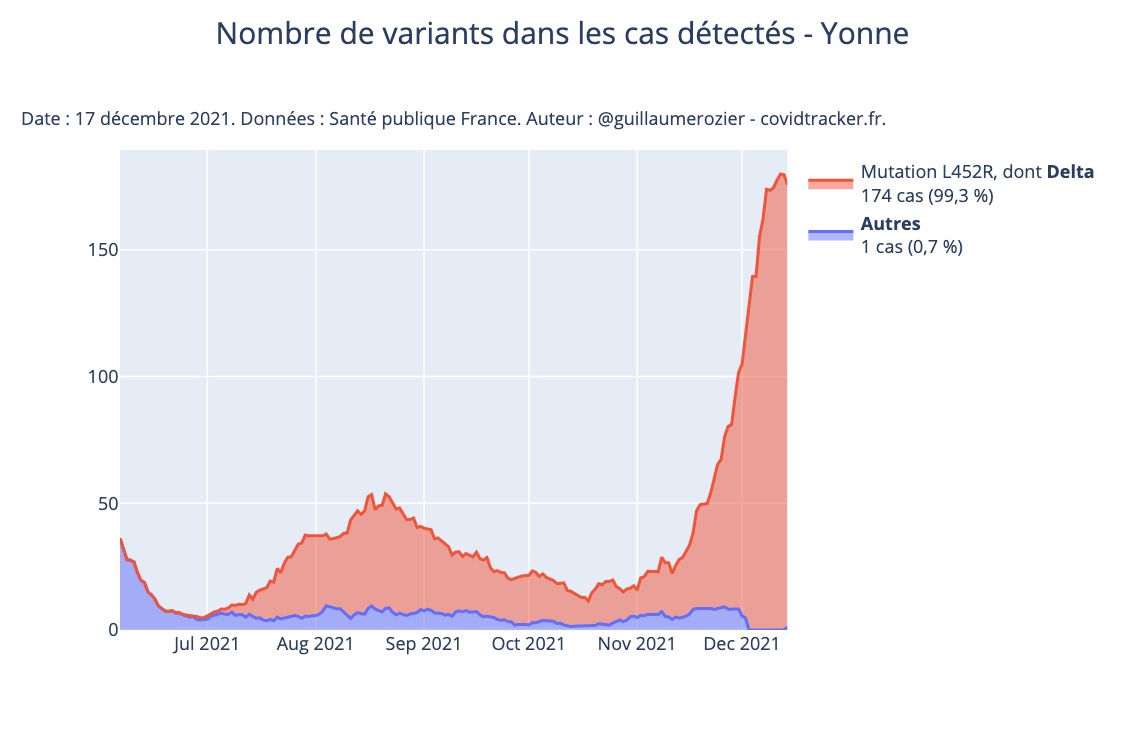 Nombre de variants dans les cas détectés - Yonne
Date : 17 décembre 2021. Données : Santé publique France. Auteur : @guillaumerozier - covidtracker.fr.
Mutation L452R, dont Delta
174 cas (99,3 %)
Autres
1 cas (0,7 %)
150
100
50
0
Jul 2021 Aug 2021 Sep 2021 Oct 2021 Nov 2021 Dec 2021